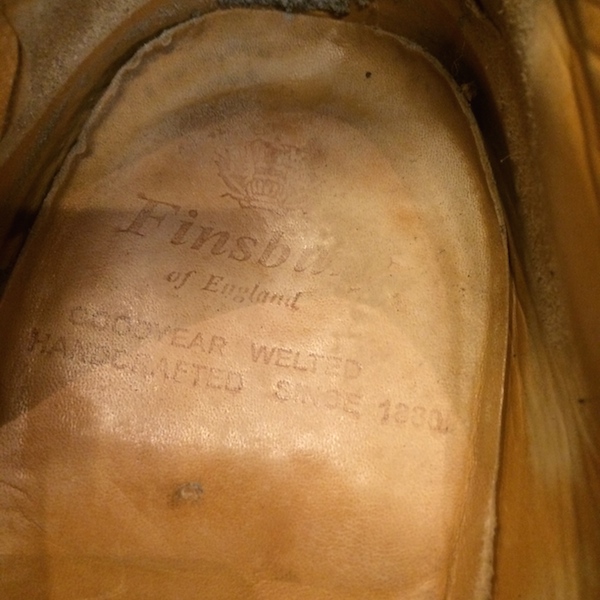 Finsbu
of England
GOODYEAR WELTED
HANDCRAFTED SINCE 1880